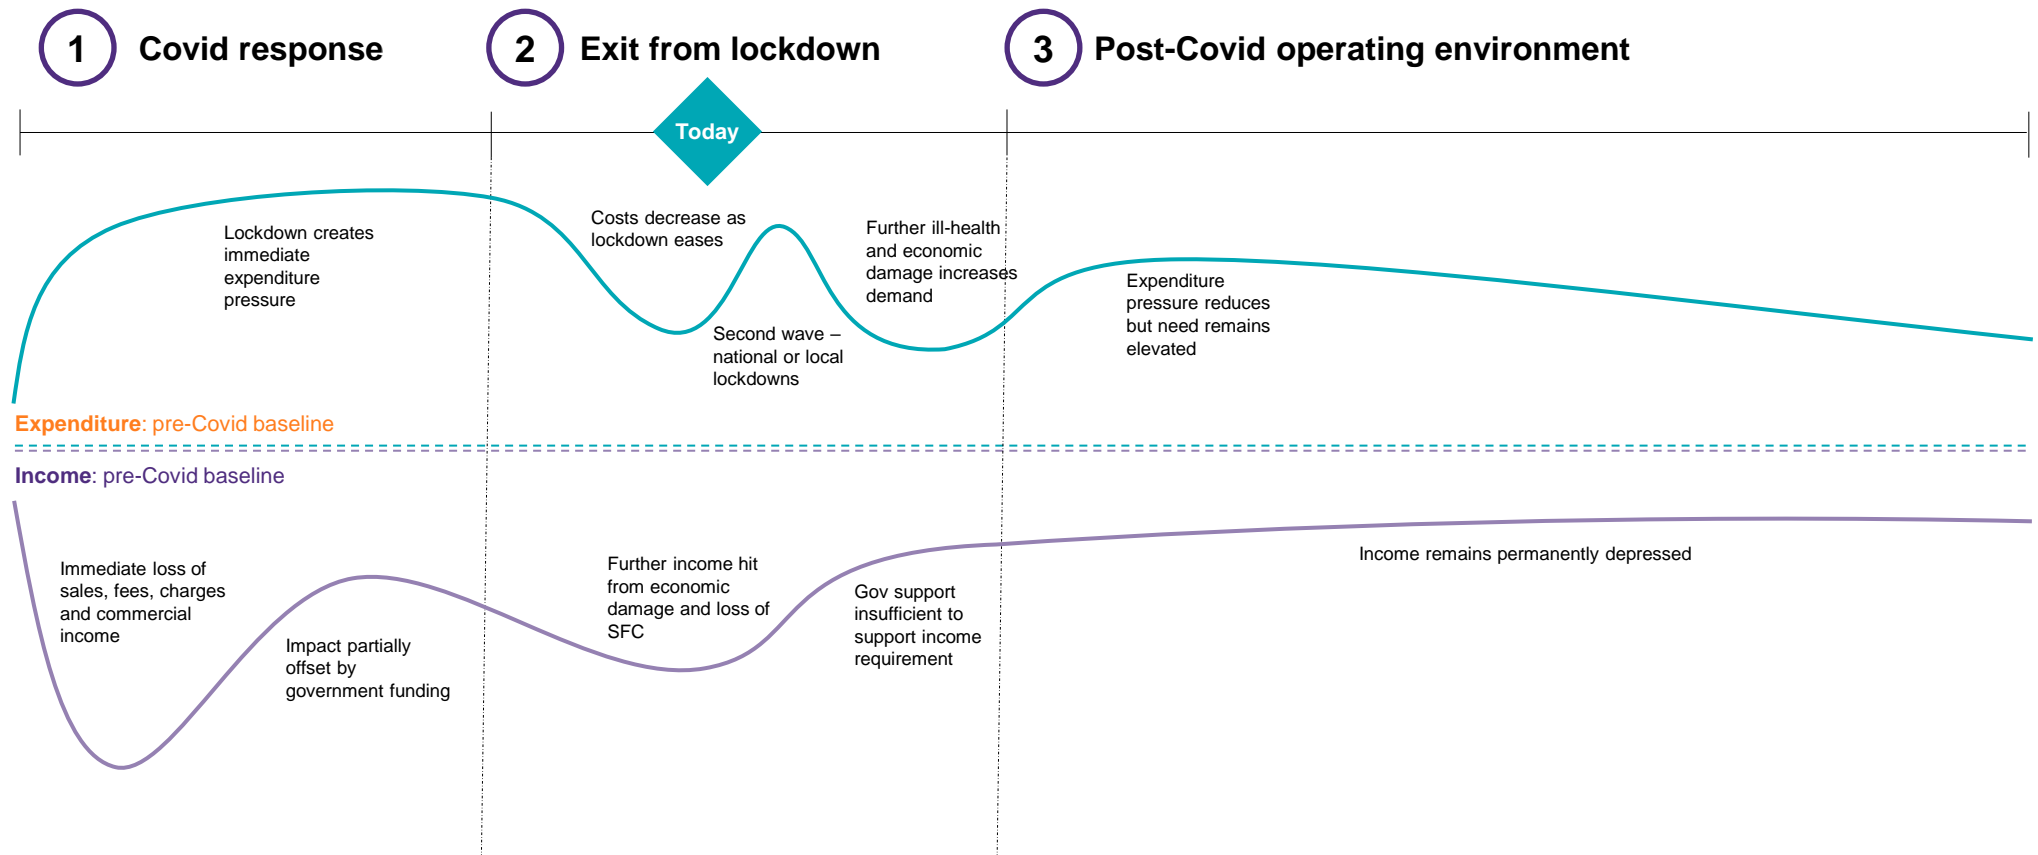 1 Covid response
2 Exit from lockdown
3 Post-Covid operating environment
Today
Lockdown creates
immediate
expenditure
pressure
Costs decrease as
lockdown eases
Second wave –
national or local
lockdowns
Further ill-health
and economic
damage increases
demand
Expenditure
pressure reduces
but need remains
elevated
Expenditure: pre-Covid baseline
Income: pre-Covid baseline
Immediate loss of
sales, fees, charges
and commercial
income
Impact partially
offset by
government funding
Further income hit
from economic
damage and loss of
SFC
Gov support
insufficient to
support income
requirement
Income remains permanently depressed